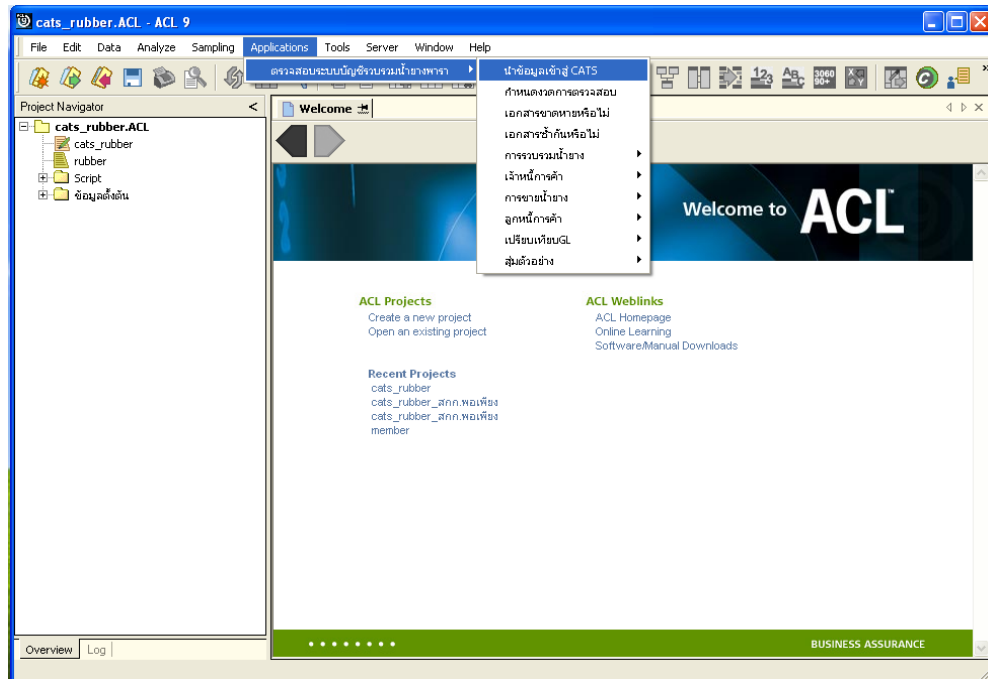 cats_rubber.ACL - ACL 9
File Edit Data Analyze Sampling Applications Tools Server Window Help
ตรวจสอบระบบบัญชีรวบรวมน้ำยางพารา
นำข้อมูลเข้าสู่ CATS
กำหนดงวดการตรวจสอบ
เอกสารขาดหายหรือไม่
เอกสารซ้ำกันหรือไม่
การรวบรวมน้ำยาง
เจ้าหนี้การค้า
การขายน้ำยาง
ลูกหนี้การค้า
เปรียบเทียบGL
สุ่มตัวอย่าง
Project Navigator
cats_rubber.ACL
cats_rubber
rubber
Script
ข้อมูลตั้งต้น
Welcome
Welcome to ACL
ACL Projects
Create a new project
Open an existing project
Recent Projects
cats_rubber
cats_rubber_สกก.พอเพียง
cats_rubber_สกก.พอเพียง
member
ACL Weblinks
ACL Homepage
Online Learning
Software/Manual Downloads
BUSINESS ASSURANCE
Overview Log